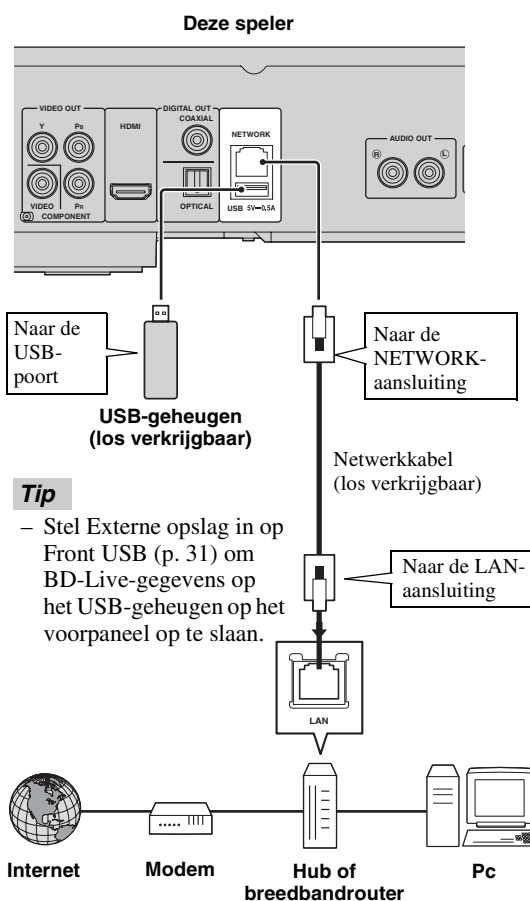 Deze speler
VIDEO OUT
Y
PB
VIDEO
PR
COMPONENT
HDMI
DIGITAL OUT
COAXIAL
OPTICAL
NETWORK
USB 5V 0,5A
AUDIO OUT
R
L
Naar de
USB-
poort
USB-geheugen
(los verkrijgbaar)
Naar de
NETWORK-
aansluiting
Netwerkkabel
(los verkrijgbaar)
Tip
– Stel Externe opslag in op
Front USB (p. 31) om
BD-Live-gegevens op
het USB-geheugen op het
voorpaneel op te slaan.
Naar de LAN-
aansluiting
LAN
Internet
Modem
Hub of
breedbandrouter
Pc